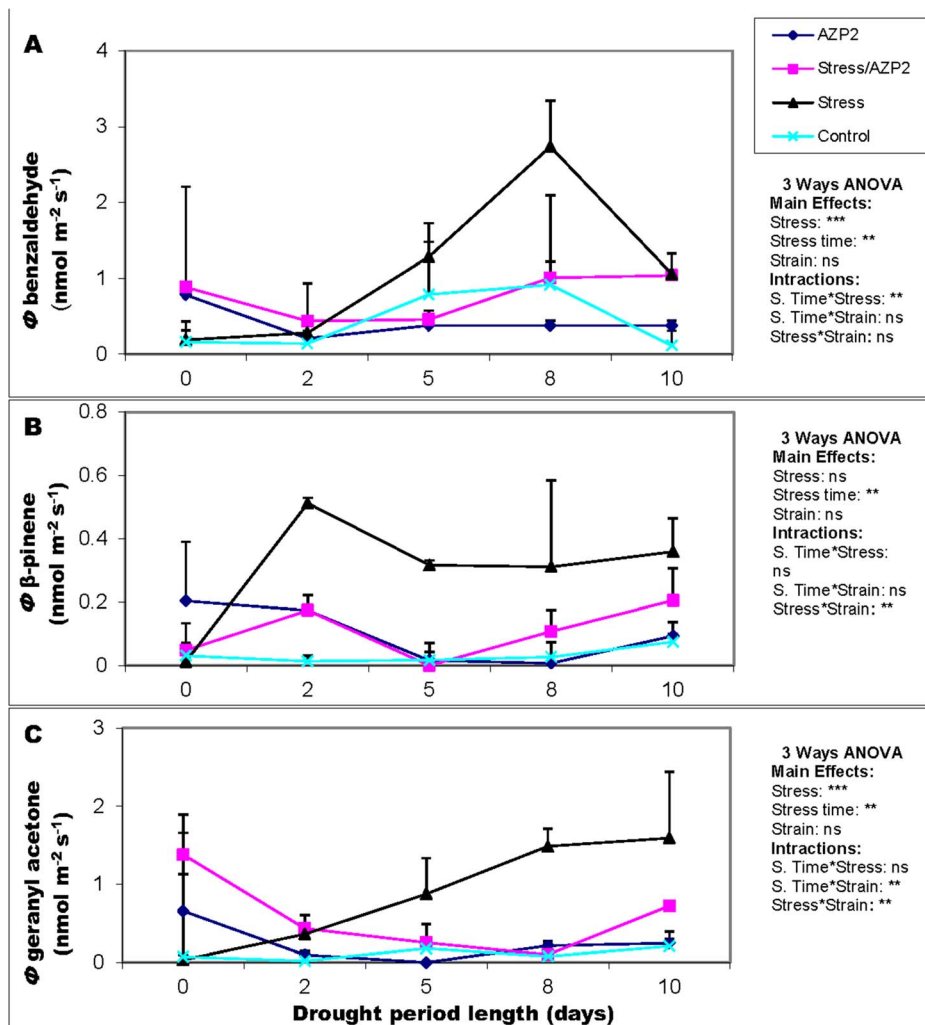 A
Φ benzaldehyde
(nmol m⁻² s⁻¹)
4
3
2
1
0
0 2 5 8 10
AZP2
Stress/AZP2
Stress
Control
3 Ways ANOVA
Main Effects:
Stress: ***
Stress time: **
Strain: ns
Intractions:
S. Time*Stress: **
S. Time*Strain: ns
Stress*Strain: ns
B
Φ β-pinene
(nmol m⁻² s⁻¹)
0.8
0.6
0.4
0.2
0
0 2 5 8 10
3 Ways ANOVA
Main Effects:
Stress: ns
Stress time: **
Strain: ns
Intractions:
S. Time*Stress:
ns
S. Time*Strain: ns
Stress*Strain: **
C
Φ geranyl acetone
(nmol m⁻² s⁻¹)
3
2
1
0
0 2 5 8 10
Drought period length (days)
3 Ways ANOVA
Main Effects:
Stress: ***
Stress time: **
Strain: ns
Intractions:
S. Time*Stress: ns
S. Time*Strain: **
Stress*Strain: **